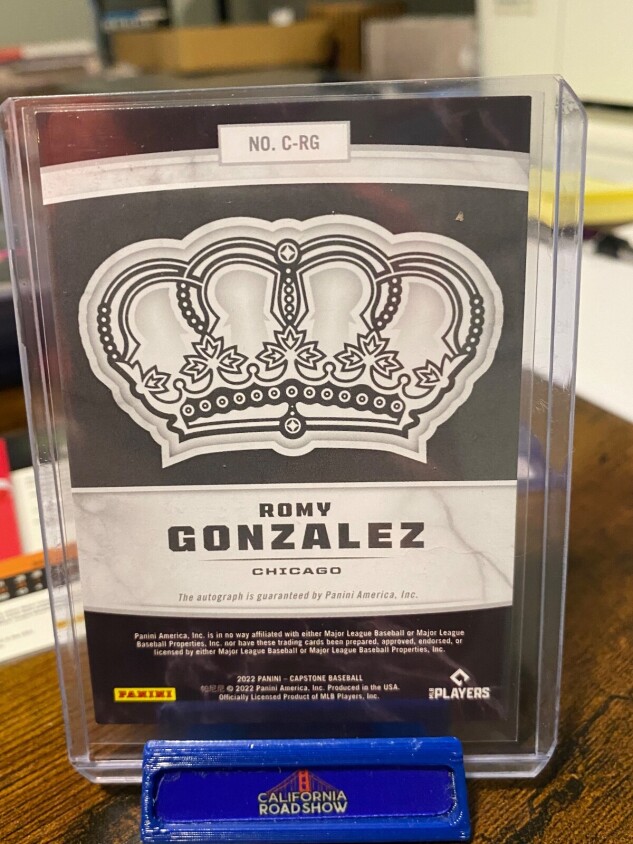 NO. C-RG
ROMY
GONZALEZ
CHICAGO
The autograph is guaranteed by Panini America, Inc.
Panini America, Inc. is in no way affiliated with either Major League Baseball or Major League
Baseball Properties, Inc. nor have these trading cards been prepared, approved, endorsed, or
licensed by either Major League Baseball or Major League Baseball Properties, Inc.
2022 PANINI – CAPSTONE BASEBALL
帕尼尼 © 2022 Panini America, Inc. Produced in the USA.
Officially Licensed Product of MLB Players, Inc.
PANINI
MLB PLAYERS
CALIFORNIA
ROADSHOW